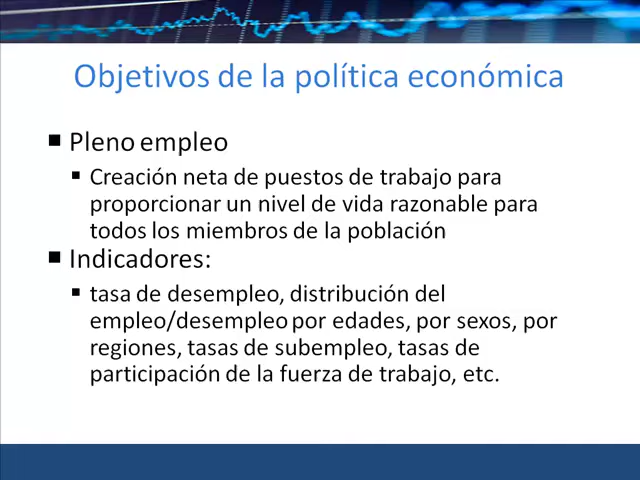 Objetivos de la política económica
Pleno empleo
Creación neta de puestos de trabajo para
proporcionar un nivel de vida razonable para
todos los miembros de la población
Indicadores:
tasa de desempleo, distribución del
empleo/desempleo por edades, por sexos, por
regiones, tasas de subempleo, tasas de
participación de la fuerza de trabajo, etc.